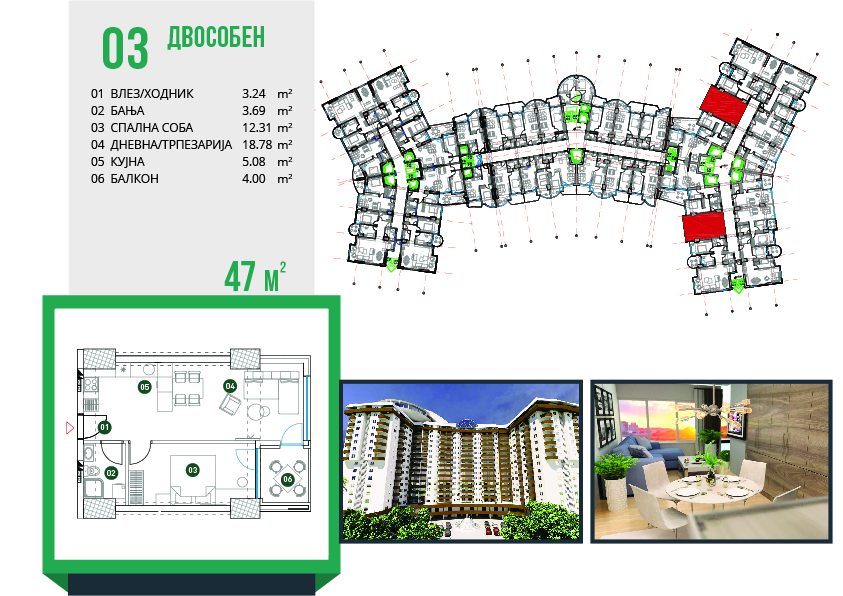 03 ДВОСОБЕН
01 ВЛЕЗ/ХОДНИК 3.24 m²
02 БАЊА 3.69 m²
03 СПАЛНА СОБА 12.31 m²
04 ДНЕВНА/ТРПЕЗАРИЈА 18.78 m²
05 КУЈНА 5.08 m²
06 БАЛКОН 4.00 m²
47 м²
05
04
01
02
03
06